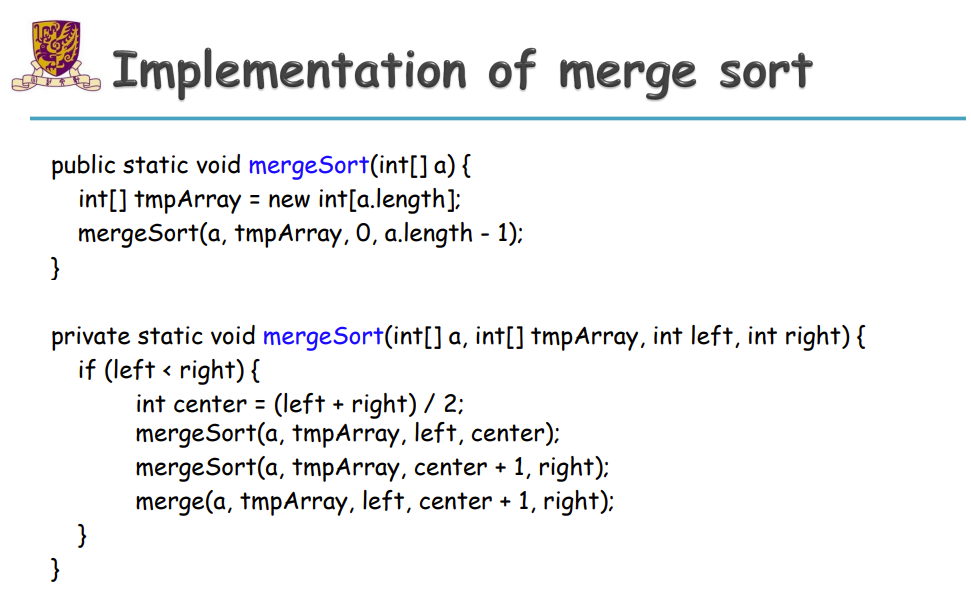 Implementation of merge sort
public static void mergeSort(int[] a) {
int[] tmpArray = new int[a.length];
mergeSort(a, tmpArray, 0, a.length - 1);
}
private static void mergeSort(int[] a, int[] tmpArray, int left, int right) {
if (left < right) {
int center = (left + right) / 2;
mergeSort(a, tmpArray, left, center);
mergeSort(a, tmpArray, center + 1, right);
merge(a, tmpArray, left, center + 1, right);
}
}